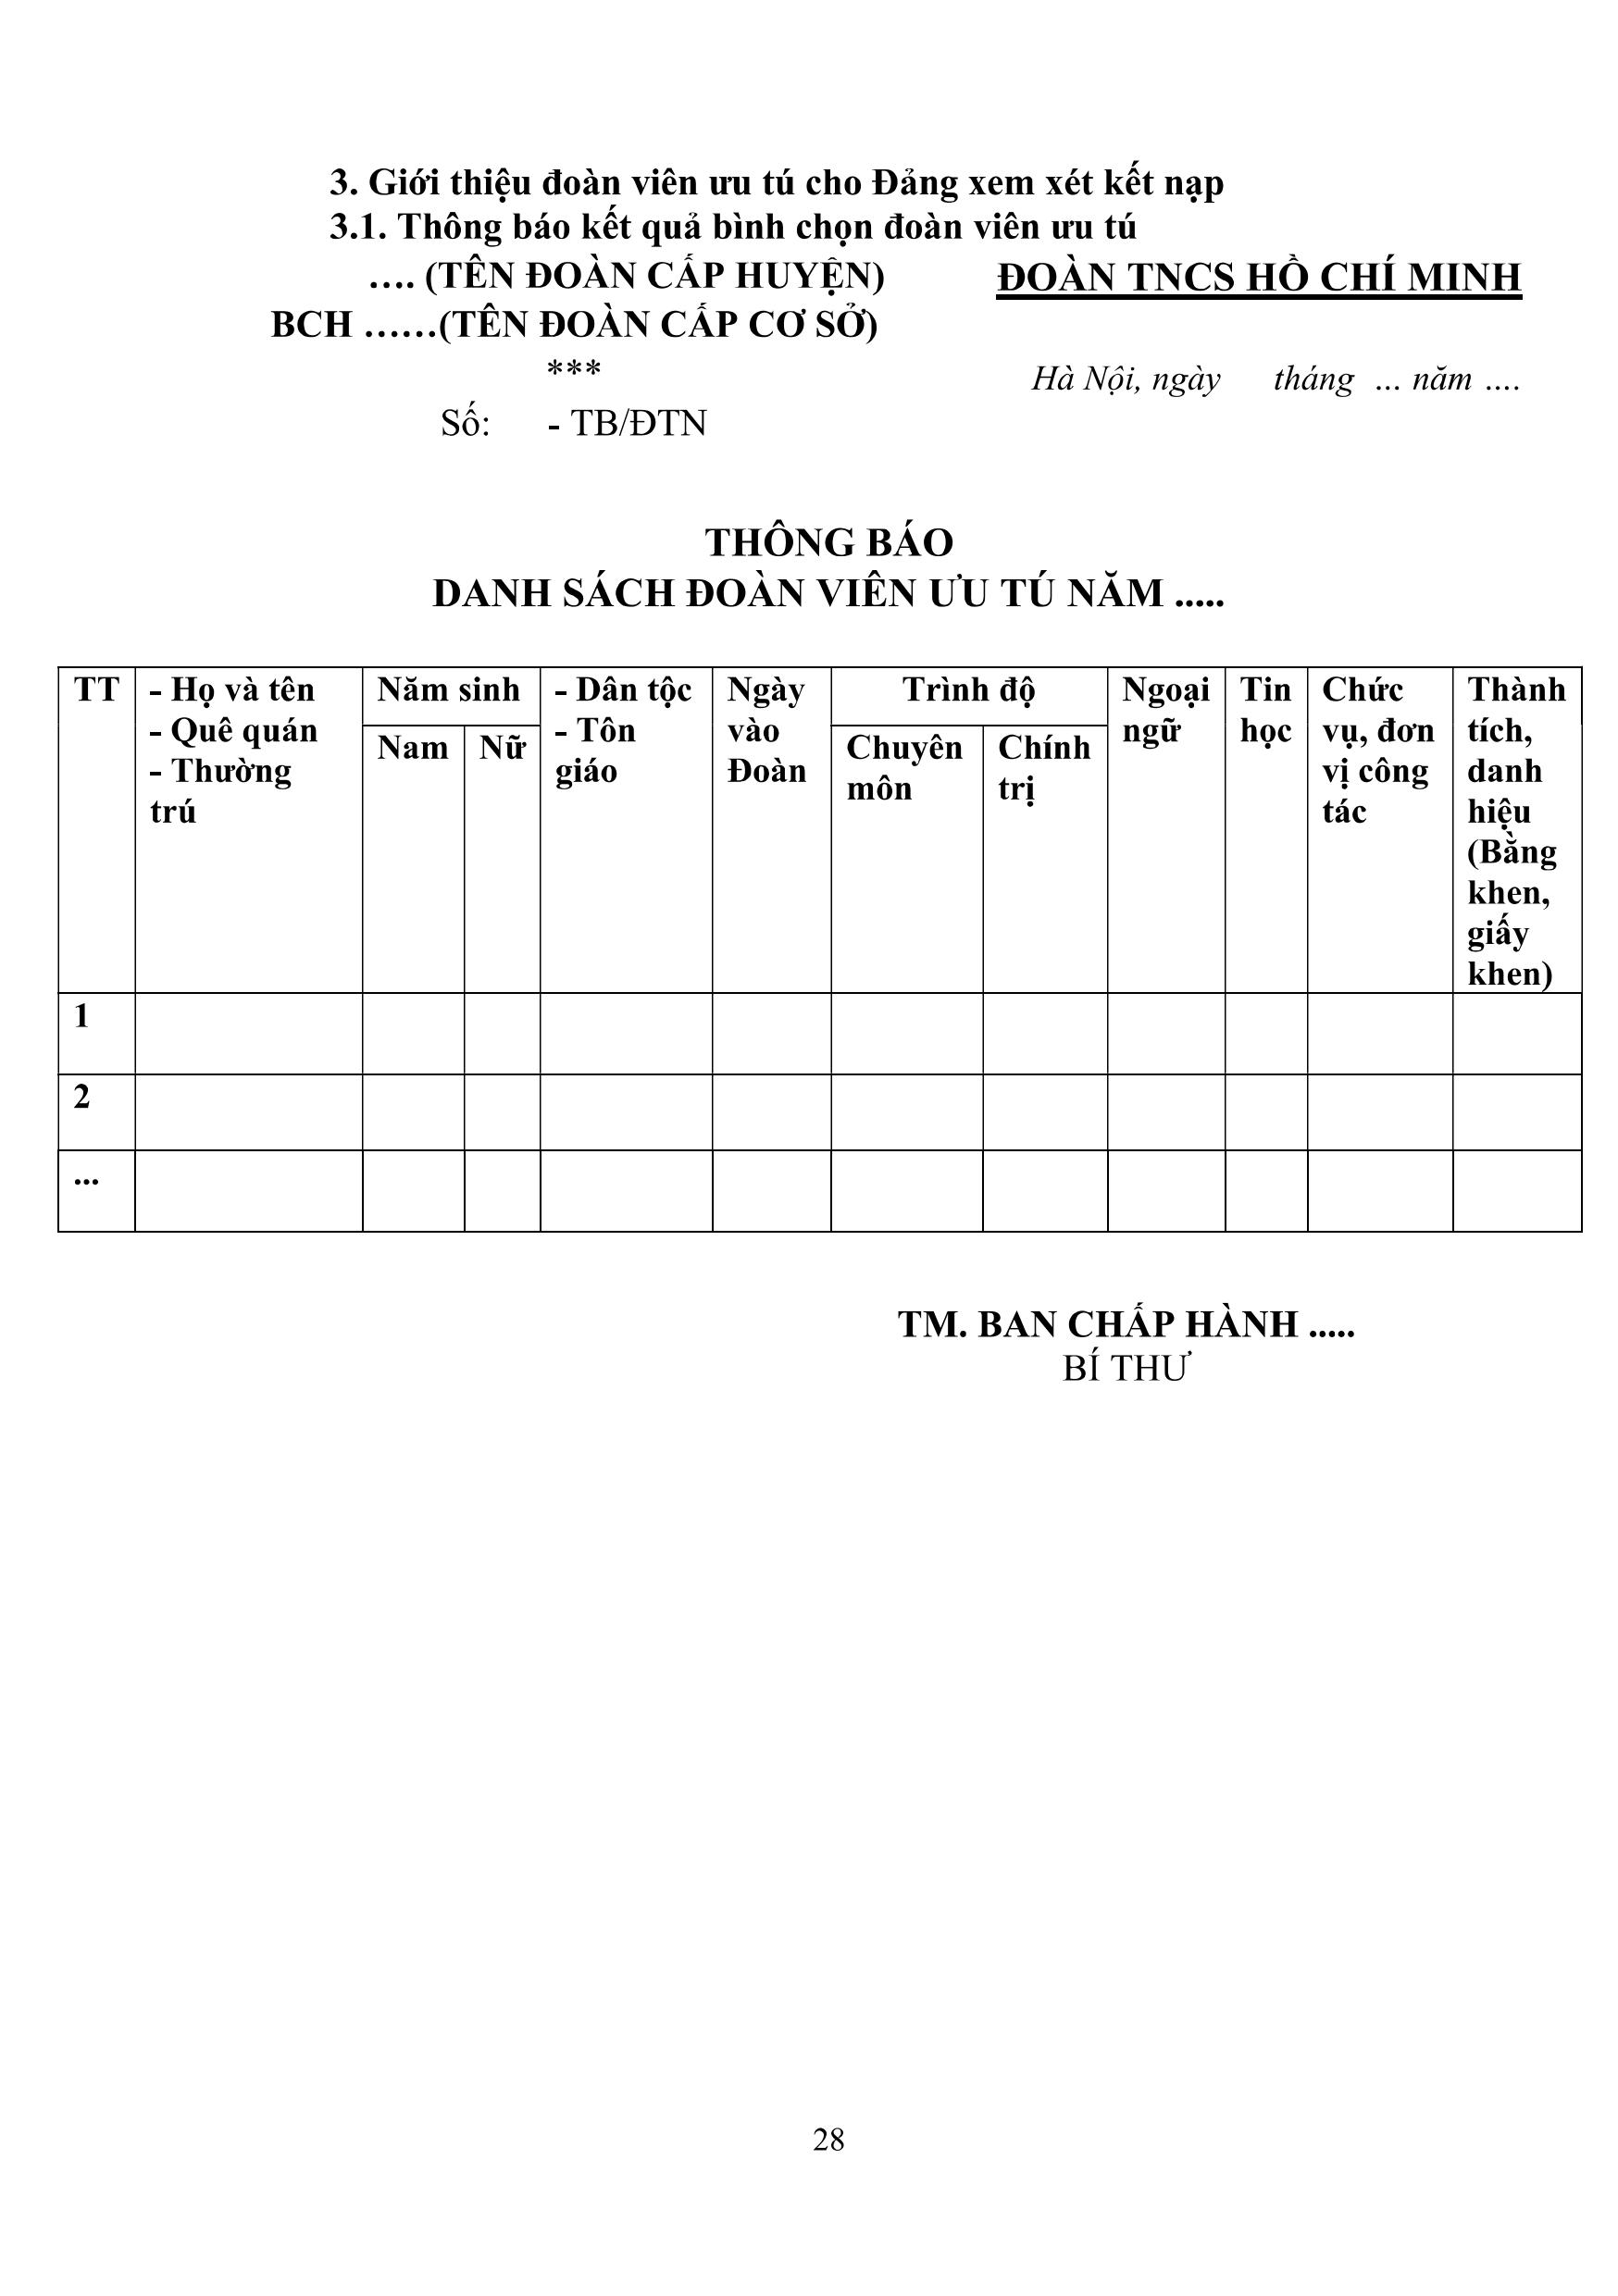 3. Giới thiệu đoàn viên ưu tú cho Đảng xem xét kết nạp
3.1. Thông báo kết quả bình chọn đoàn viên ưu tú
…. (TÊN ĐOÀN CẤP HUYỆN)
BCH ……(TÊN ĐOÀN CẤP CƠ SỞ)
***
Số: - TB/ĐTN
ĐOÀN TNCS HỒ CHÍ MINH
Hà Nội, ngày tháng … năm ….
THÔNG BÁO
DANH SÁCH ĐOÀN VIÊN ƯU TÚ NĂM .....
TT
- Họ và tên
- Quê quán
- Thường
trú
Năm sinh
Nam
Nữ
- Dân tộc
- Tôn
giáo
Ngày
vào
Đoàn
Trình độ
Chuyên
môn
Chính
trị
Ngoại
ngữ
Tin
học
Chức
vụ, đơn
vị công
tác
Thành
tích,
danh
hiệu
(Bằng
khen,
giấy
khen)
1
2
...
TM. BAN CHẤP HÀNH .....
BÍ THƯ
28